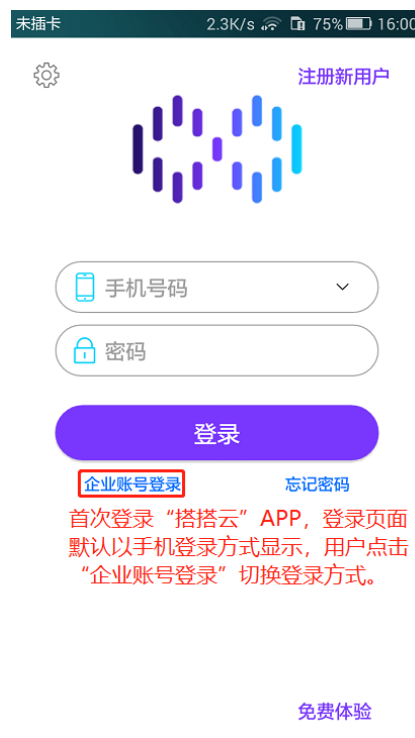 未插卡 2.3K/s 75% 16:00
注册新用户
手机号码
密码
登录
企业账号登录 忘记密码
首次登录“搭搭云”APP，登录页面
默认以手机登录方式显示，用户点击
“企业账号登录”切换登录方式。
免费体验